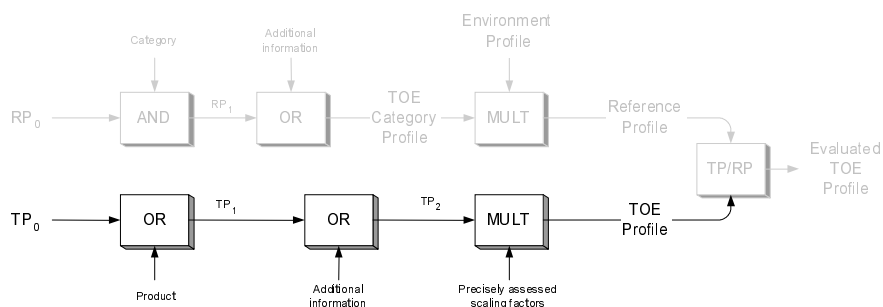 Environment
Profile
Category
Additional
information
RP0
AND
RP1
OR
TOE
Category
Profile
MULT
Reference
Profile
TP/RP
Evaluated
TOE
Profile
TP0
OR
TP1
OR
TP2
MULT
TOE
Profile
Product
Additional
information
Precisely assessed
scaling factors